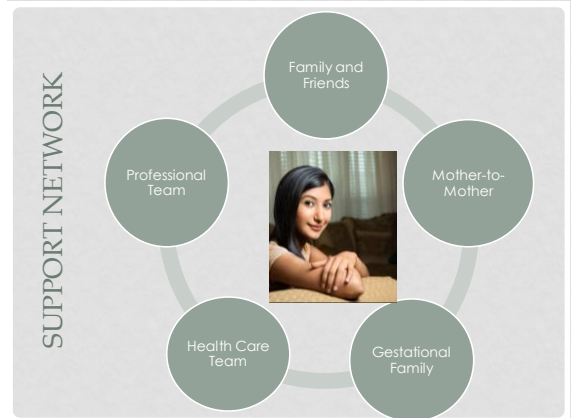 SUPPORT NETWORK
Family and
Friends
Mother-to-
Mother
Gestational
Family
Health Care
Team
Professional
Team